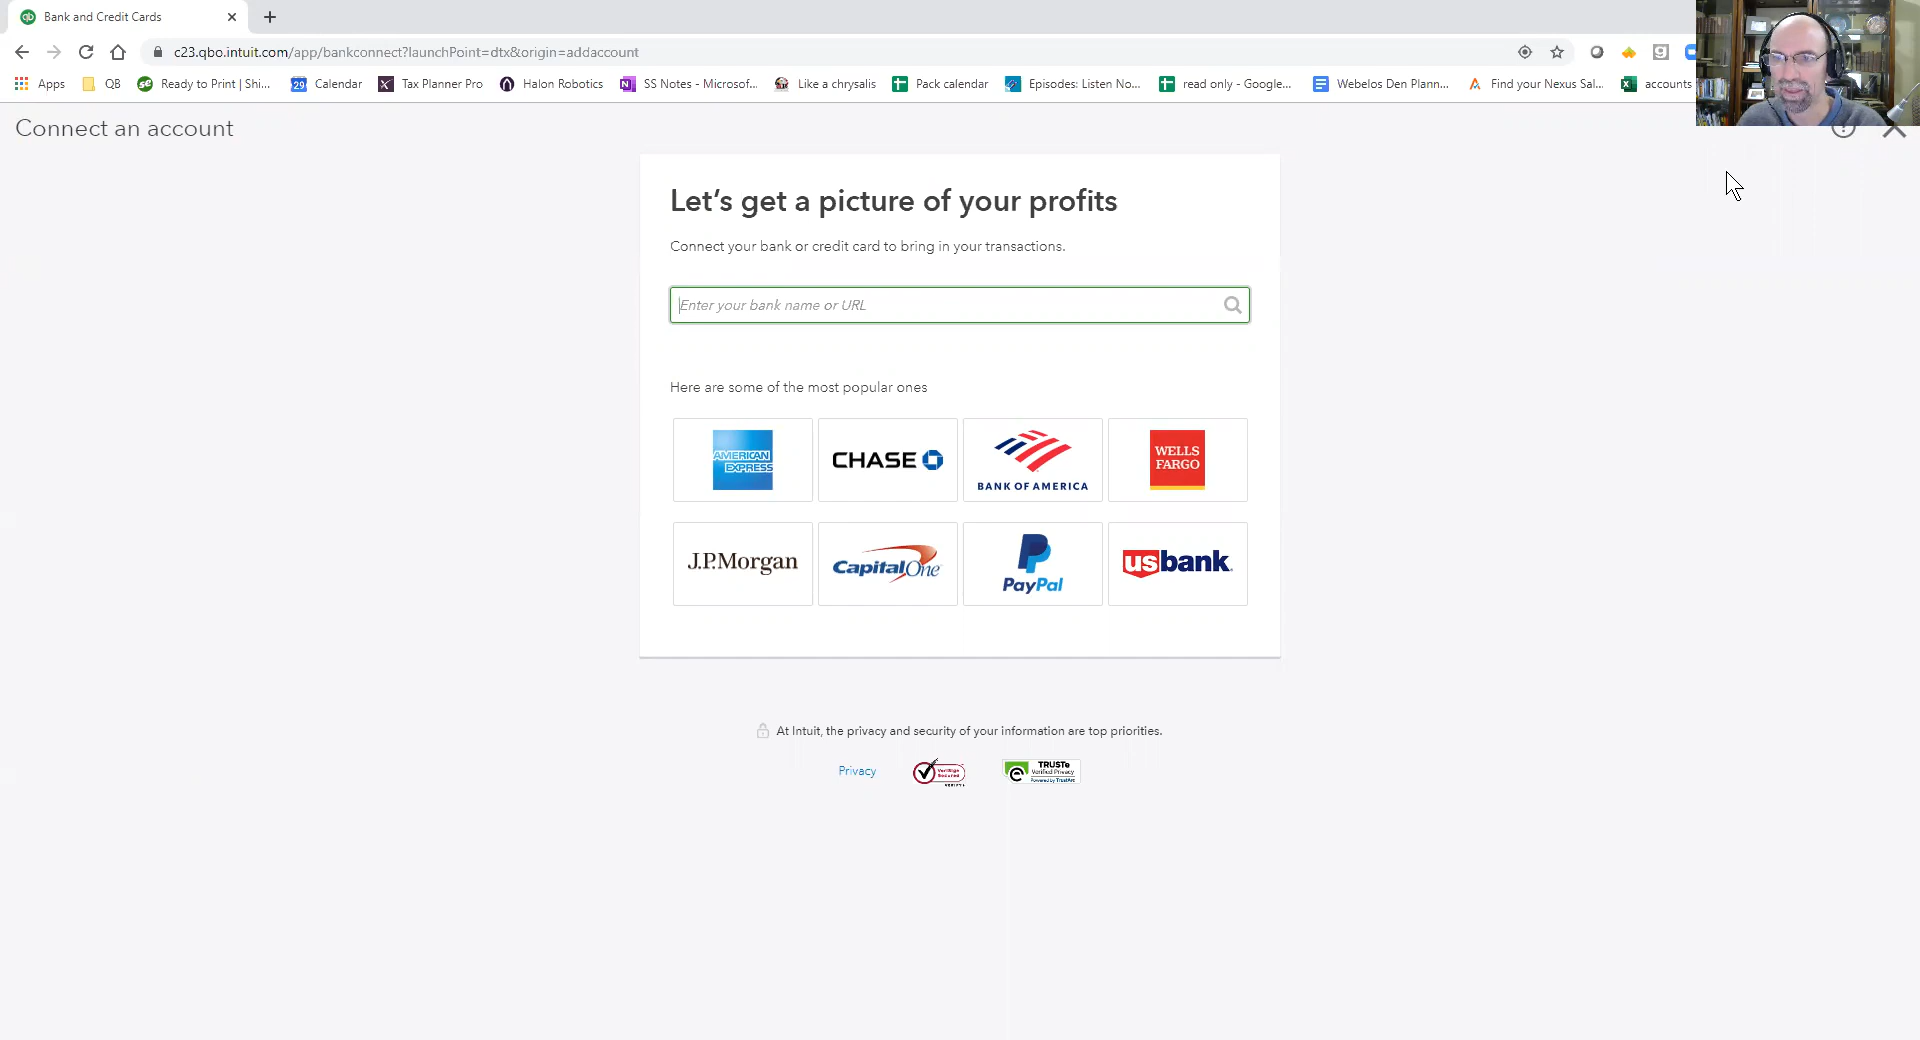 Bank and Credit Cards
c23.qbo.intuit.com/app/bankconnect?launchPoint=dtx&origin=addaccount
Apps QB Ready to Print | Shi... Calendar Tax Planner Pro Halon Robotics SS Notes - Microsof... Like a chrysalis Pack calendar Episodes: Listen No... read only - Google... Webelos Den Plann... Find your Nexus Sal... accounts
Connect an account
Let's get a picture of your profits
Connect your bank or credit card to bring in your transactions.
Enter your bank name or URL
Here are some of the most popular ones
AMERICAN EXPRESS
CHASE
BANK OF AMERICA
WELLS FARGO
J.P.Morgan
Capital One
PayPal
usbank
At Intuit, the privacy and security of your information are top priorities.
Privacy
TRUSTe
Verified Privacy
Powered by TrustArc